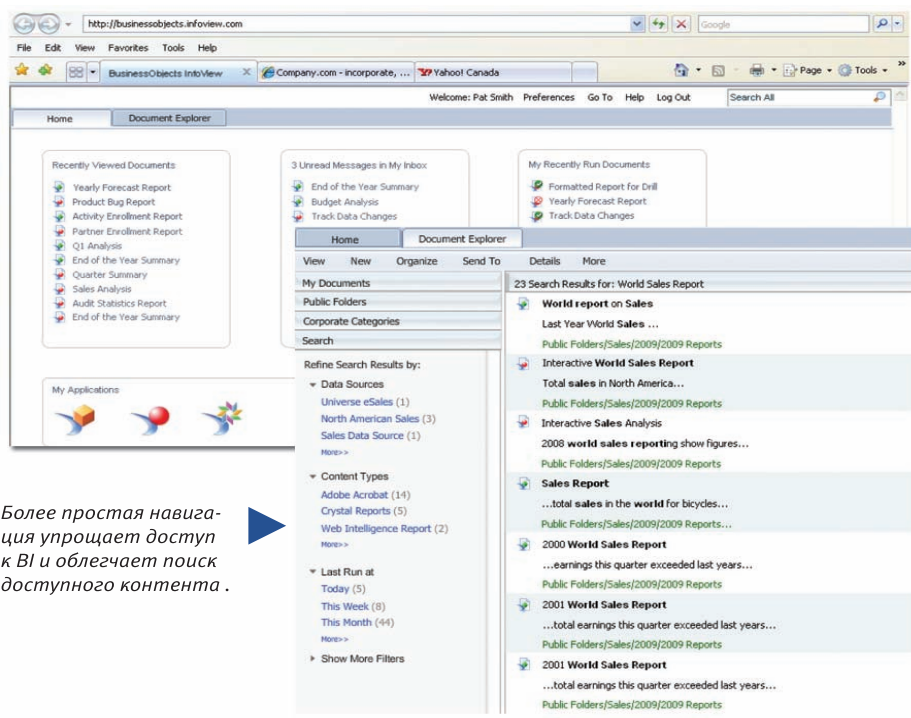 http://businessobjects.infoview.com
Google
File Edit View Favorites Tools Help
BusinessObjects InfoView
Company.com - incorporate, ...
Yahoo! Canada
Page Tools
Welcome: Pat Smith Preferences Go To Help Log Out Search All
Home Document Explorer
Recently Viewed Documents
Yearly Forecast Report
Product Bug Report
Activity Enrollment Report
Partner Enrollment Report
Q1 Analysis
End of the Year Summary
Quarter Summary
Sales Analysis
Audit Statistics Report
End of the Year Summary
3 Unread Messages in My Inbox
End of the Year Summary
Budget Analysis
Track Data Changes
My Recently Run Documents
Formatted Report for Drill
Yearly Forecast Report
Track Data Changes
My Applications
Home Document Explorer
View New Organize Send To Details More
My Documents
Public Folders
Corporate Categories
Search
Refine Search Results by:
Data Sources
Universe eSales (1)
North American Sales (3)
Sales Data Source (1)
More>>
Content Types
Adobe Acrobat (14)
Crystal Reports (5)
Web Intelligence Report (2)
More>>
Last Run at
Today (5)
This Week (8)
This Month (44)
More>>
Show More Filters
23 Search Results for: World Sales Report
World report on Sales
Last Year World Sales ...
Public Folders/Sales/2009/2009 Reports
Interactive World Sales Report
Total sales in North America...
Public Folders/Sales/2009/2009 Reports
Interactive Sales Analysis
2008 world sales reporting show figures...
Public Folders/Sales/2009/2009 Reports
Sales Report
...total sales in the world for bicycles...
Public Folders/Sales/2009/2009 Reports...
2000 World Sales Report
...earnings this quarter exceeded last years...
Public Folders/Sales/2009/2009 Reports
2001 World Sales Report
...total earnings this quarter exceeded last years...
Public Folders/Sales/2009/2009 Reports
2001 World Sales Report
...total earnings this quarter exceeded last years...
Public Folders/Sales/2009/2009 Reports
Более простая навига-
ция упрощает доступ
к BI и облегчает поиск
доступного контента .